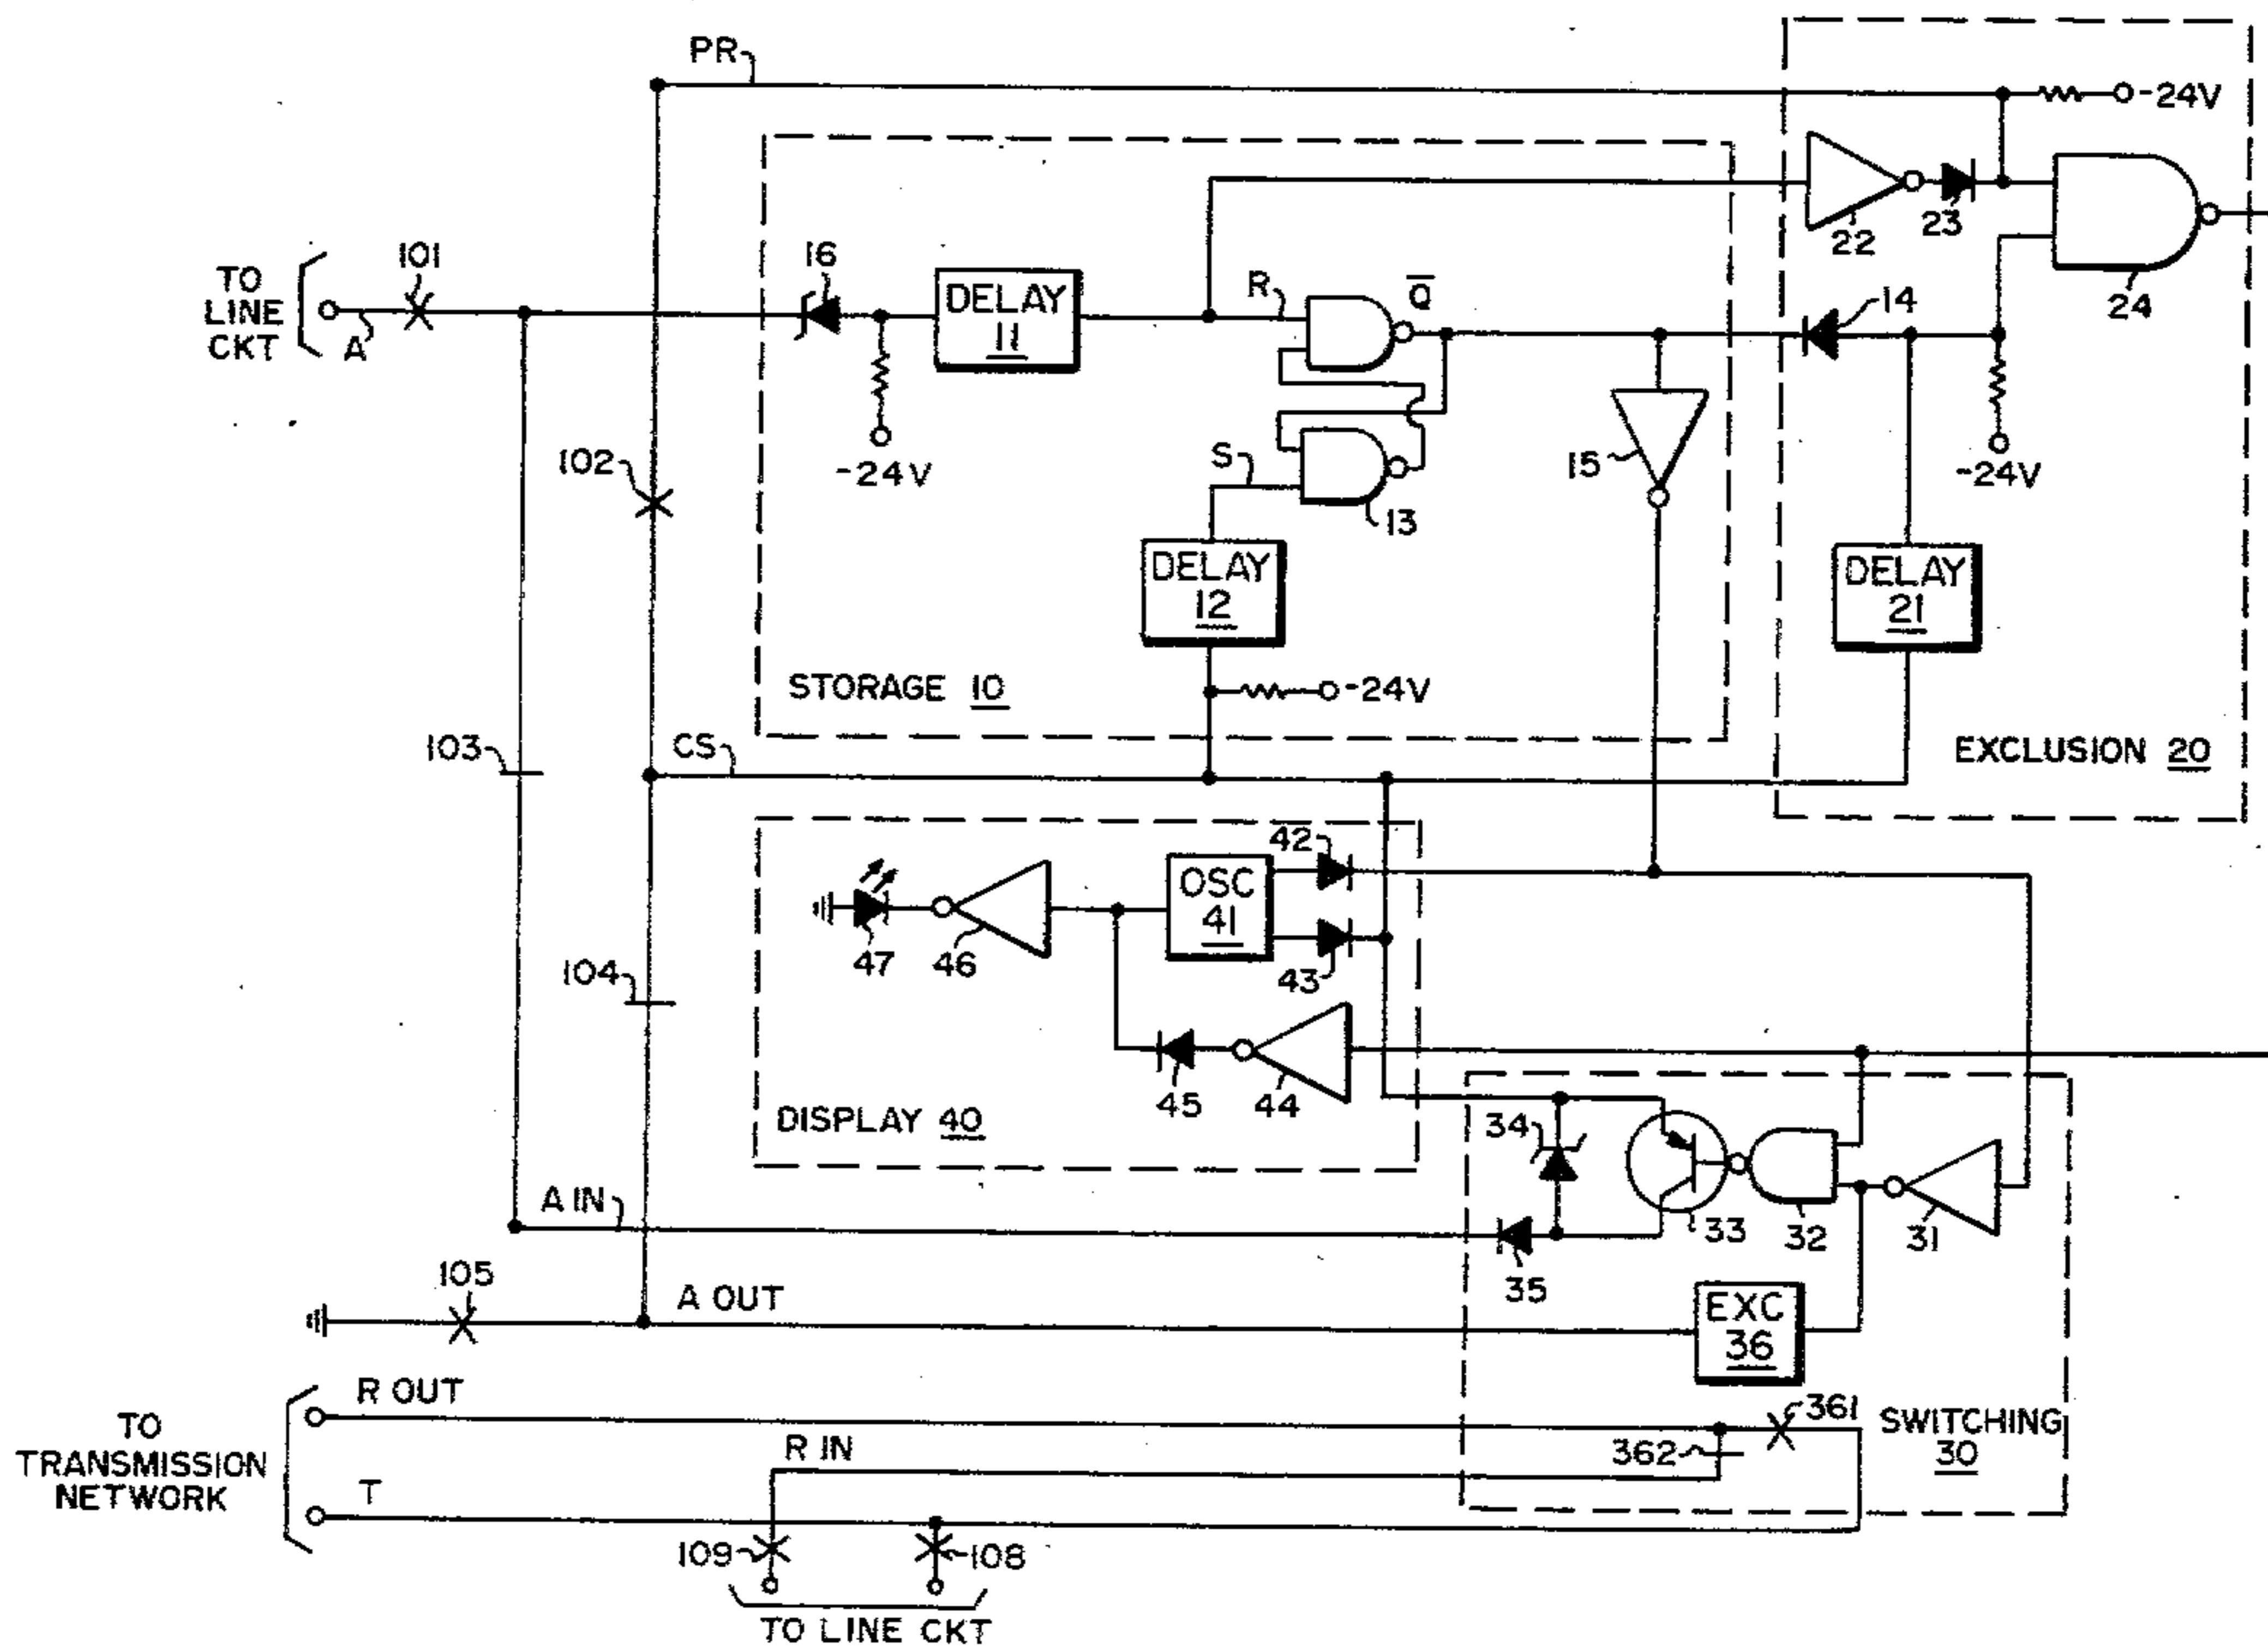 PR
-24V
22
23
24
TO
LINE
CKT
A
101
16
DELAY
11
R
Q̅
14
-24V
-24V
102
S
13
15
DELAY
12
DELAY
21
STORAGE 10
-24V
103
CS
EXCLUSION 20
42
OSC
41
47
46
43
104
45
44
DISPLAY 40
34
A IN
33
32
31
35
105
A OUT
EXC
36
R OUT
361
SWITCHING
30
362
R IN
TO
TRANSMISSION
NETWORK
T
109
108
TO LINE CKT